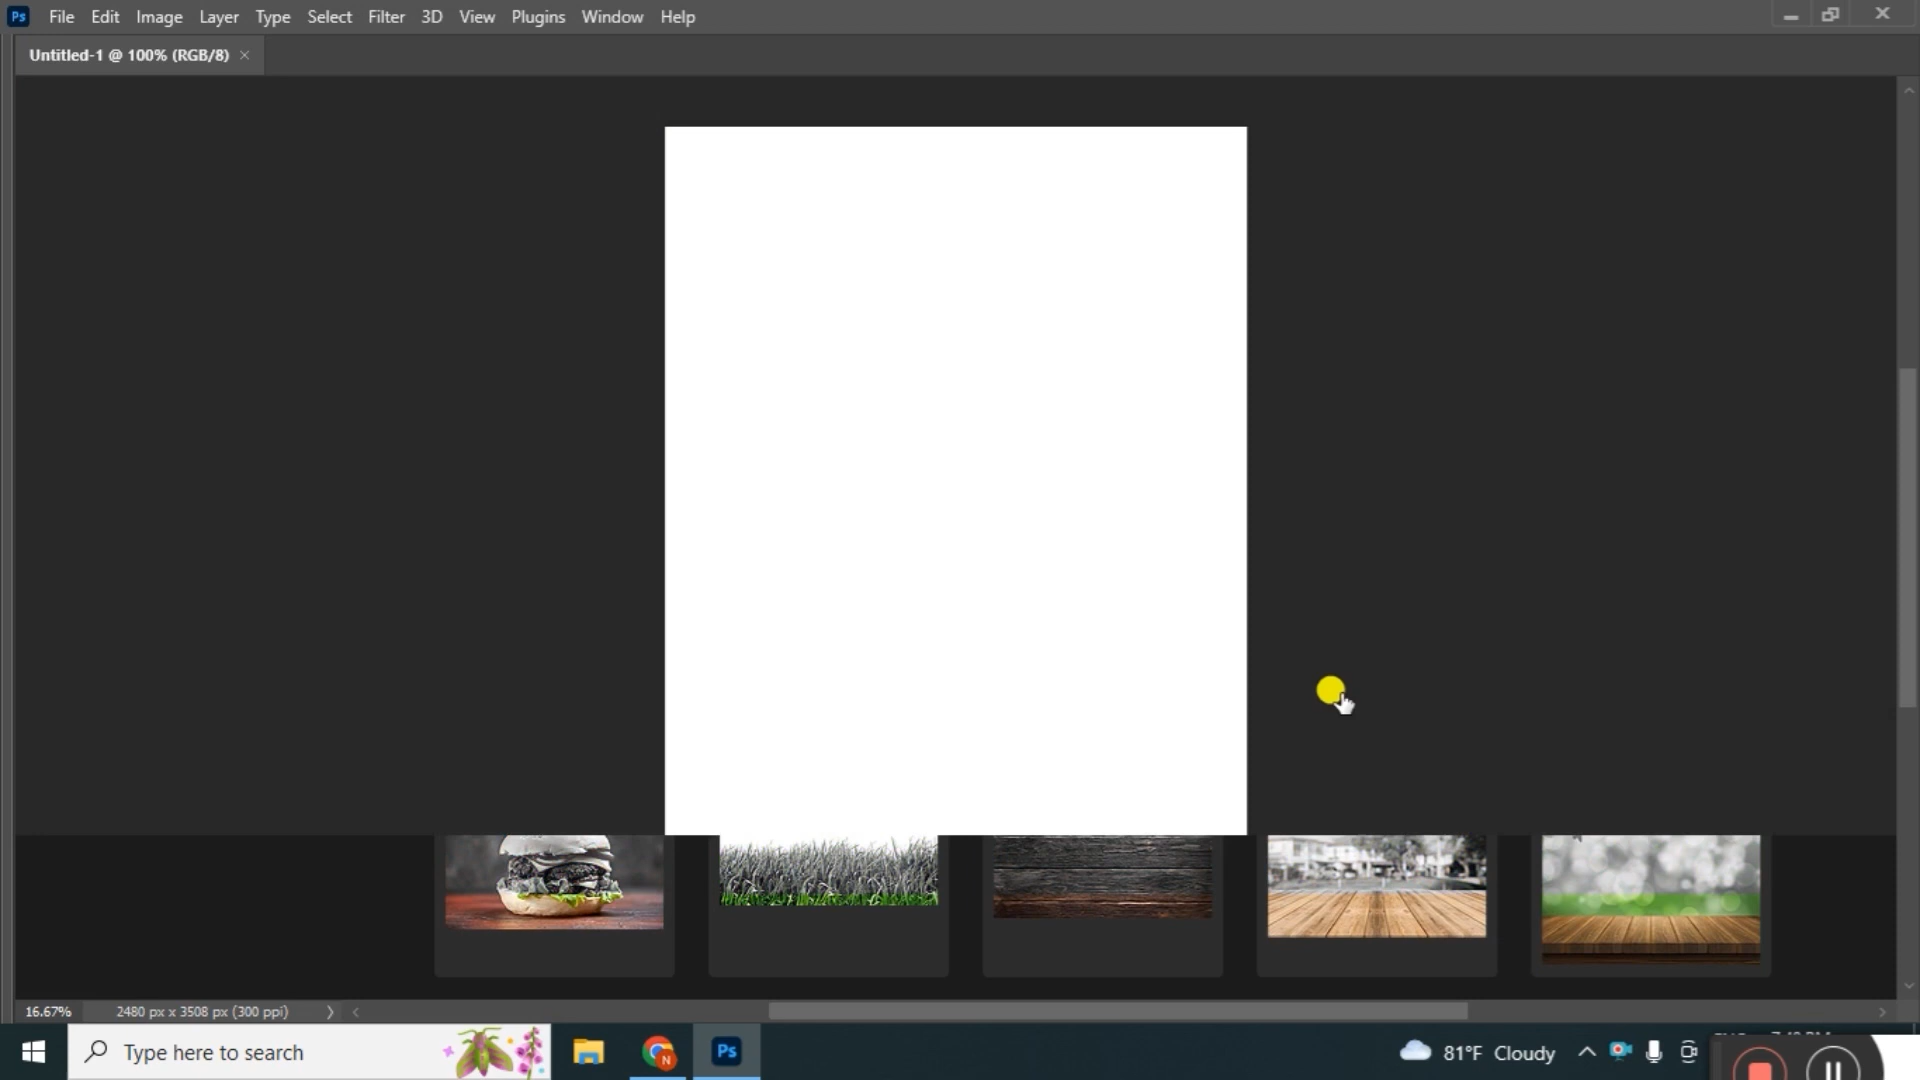 Ps File Edit Image Layer Type Select Filter 3D View Plugins Window Help
Untitled-1 @ 100% (RGB/8)
16.67% 2480 px x 3508 px (300 ppi)
Type here to search
N
Ps
81°F Cloudy